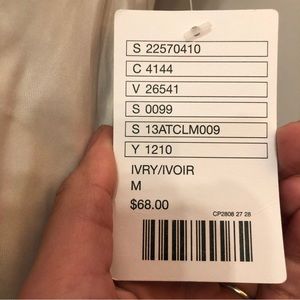 S 22570410
C 4144
V 26541
S 0099
S 13ATCLM009
Y 1210
IVRY/IVOIR
M
$68.00
CP2808 27 28